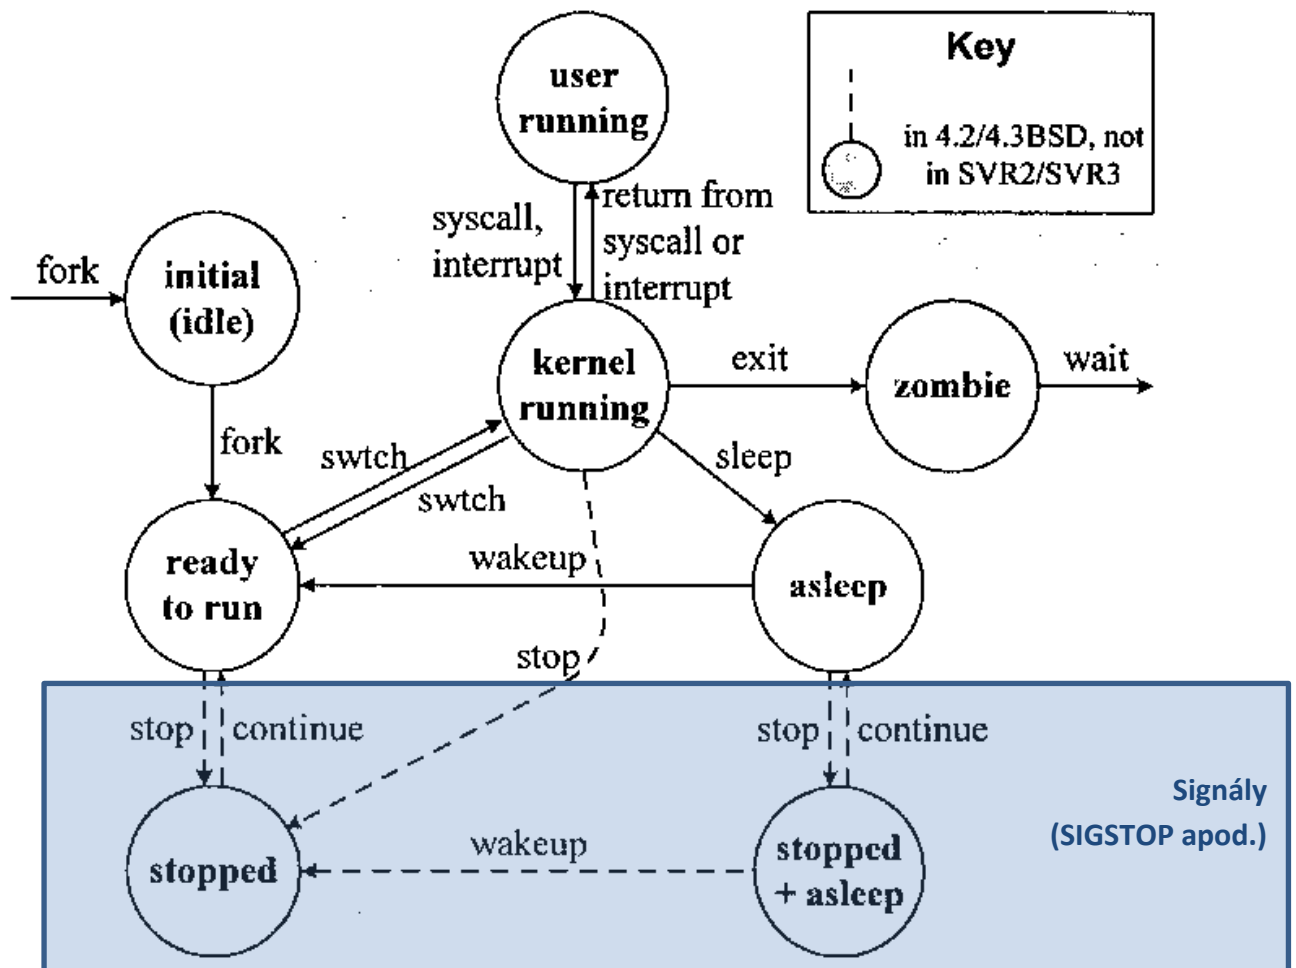 user
running
Key
in 4.2/4.3BSD, not
in SVR2/SVR3
fork
initial
(idle)
syscall,
interrupt
return from
syscall or
interrupt
kernel
running
exit
zombie
wait
fork
swtch
swtch
sleep
ready
to run
wakeup
asleep
stop
stop
continue
stop
continue
Signály
(SIGSTOP apod.)
stopped
wakeup
stopped
+ asleep